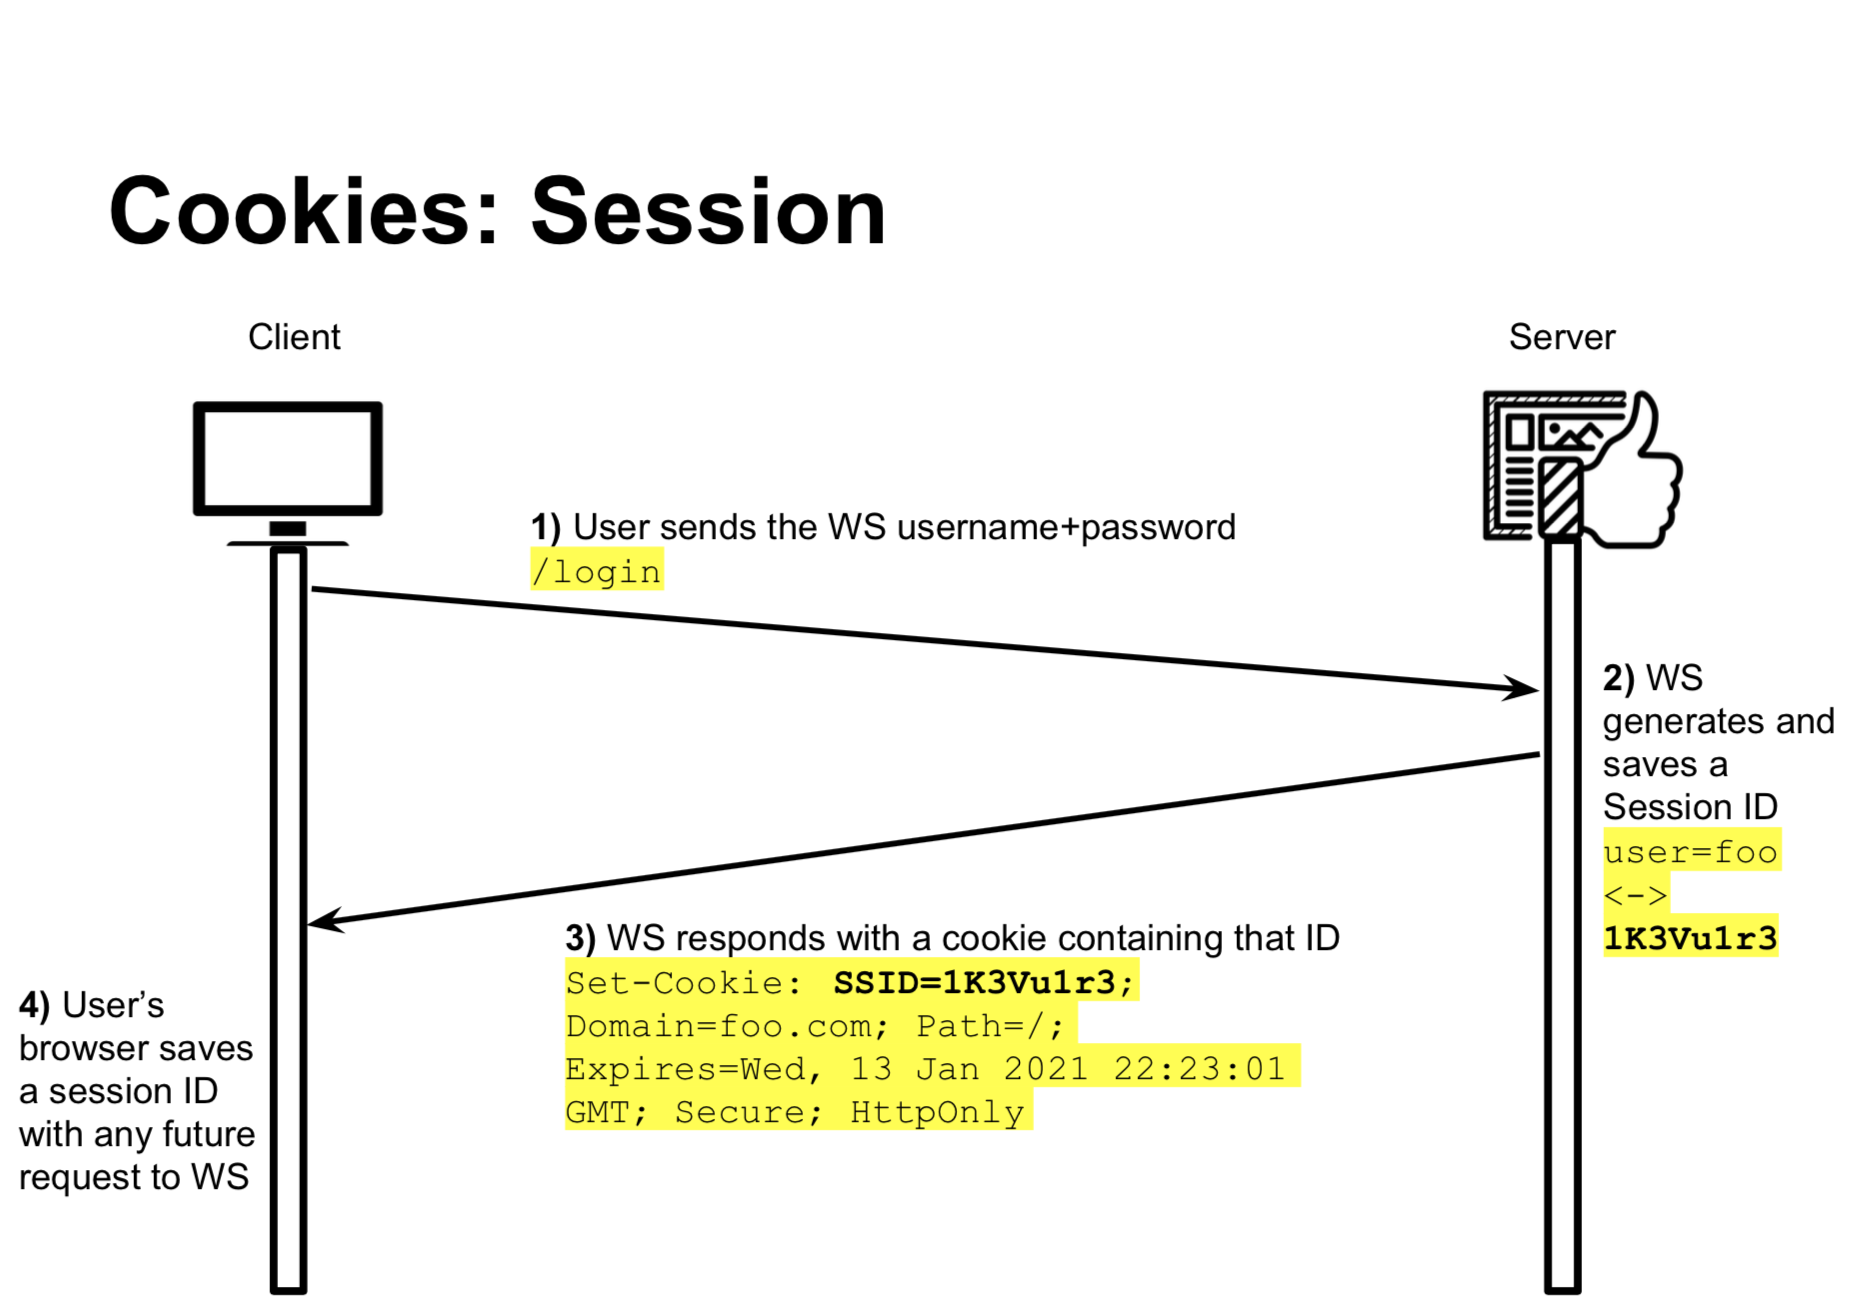 Cookies: Session
Client
Server
1) User sends the WS username+password
/login
2) WS
generates and
saves a
Session ID
user=foo
<->
1K3Vu1r3
3) WS responds with a cookie containing that ID
Set-Cookie: SSID=1K3Vu1r3;
Domain=foo.com; Path=/;
Expires=Wed, 13 Jan 2021 22:23:01
GMT; Secure; HttpOnly
4) User’s
browser saves
a session ID
with any future
request to WS